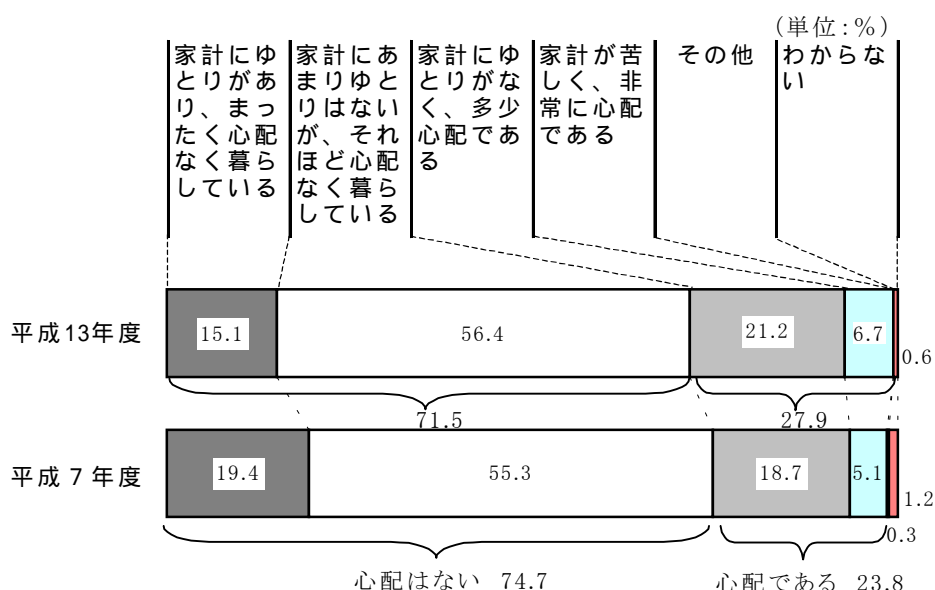 (単位:%)
家計にゆ
とりがあ
り、まっ
たく心配
なく暮ら
している
家計にあ
まりゆと
りはない
が、それ
ほど心配
なく暮ら
している
家計にゆ
とりがな
く、多少
心配であ
る
家計が苦
しく、非
常に心配
である
その他
わからな
い
平成13年度
15.1
56.4
21.2
6.7
0.6
71.5
27.9
平成7年度
19.4
55.3
18.7
5.1
1.2
0.3
心配はない 74.7
心配である 23.8